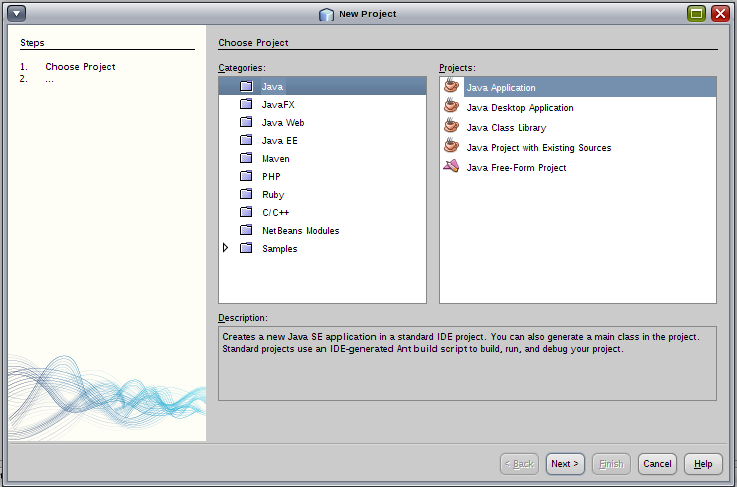 New Project
Steps
1. Choose Project
2. ...
Choose Project
Categories:
Java
JavaFX
Java Web
Java EE
Maven
PHP
Ruby
C/C++
NetBeans Modules
Samples
Projects:
Java Application
Java Desktop Application
Java Class Library
Java Project with Existing Sources
Java Free-Form Project
Description:
Creates a new Java SE application in a standard IDE project. You can also generate a main class in the project.
Standard projects use an IDE-generated Ant build script to build, run, and debug your project.
< Back
Next >
Finish
Cancel
Help